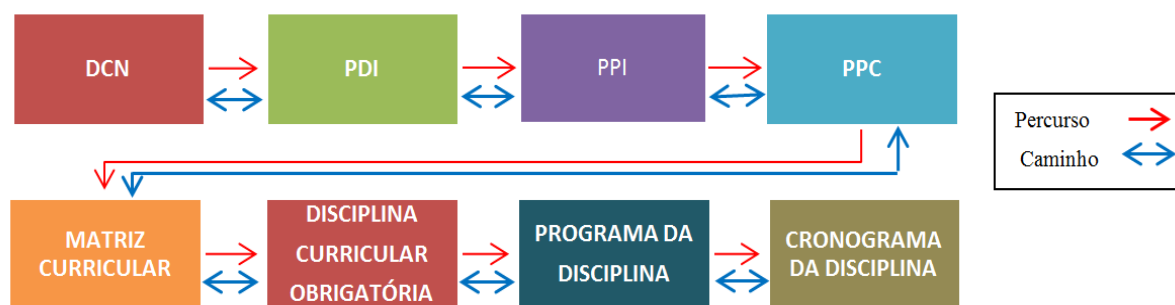 DCN
PDI
PPI
PPC
Percurso
Caminho
MATRIZ
CURRICULAR
DISCIPLINA
CURRICULAR
OBRIGATÓRIA
PROGRAMA DA
DISCIPLINA
CRONOGRAMA
DA DISCIPLINA